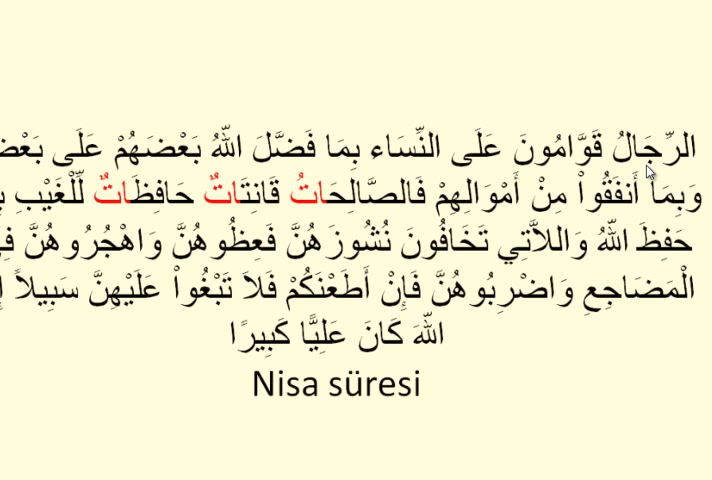 الرِّجَالُ قَوَّامُونَ عَلَى النِّسَاء بِمَا فَضَّلَ اللّهُ بَعْضَهُمْ عَلَى
وَبِمَا أَنفَقُواْ مِنْ أَمْوَالِهِمْ فَالصَّالِحَاتُ قَانِتَاتٌ حَافِظَاتٌ لِّلْغَيْبِ
حَفِظَ اللّهُ وَاللاَّتِي تَخَافُونَ نُشُوزَهُنَّ فَعِظُوهُنَّ وَاهْجُرُوهُنَّ
الْمَضَاجِعِ وَاضْرِبُوهُنَّ فَإِنْ أَطَعْنَكُمْ فَلاَ تَبْغُواْ عَلَيْهِنَّ سَبِيلاً
اللّهَ كَانَ عَلِيًّا كَبِيرًا
Nisa süresi